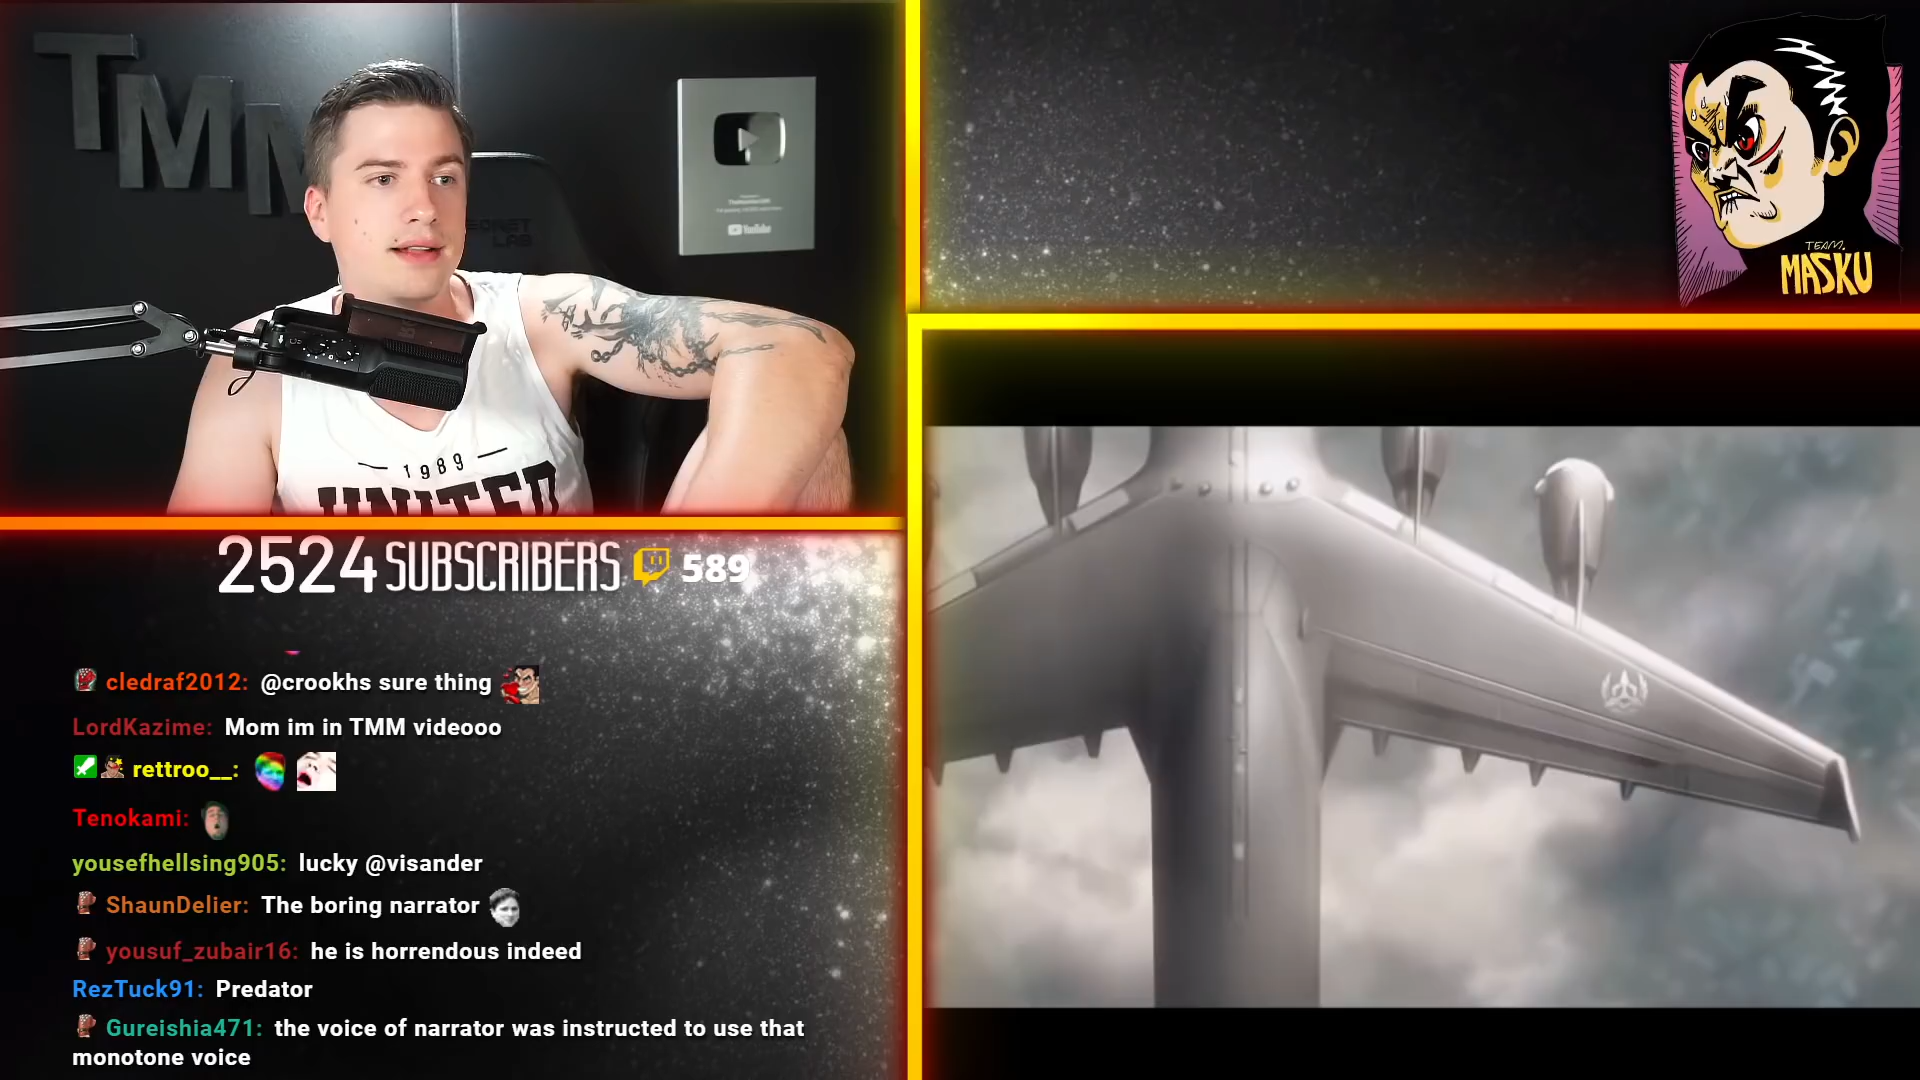 TMM
YouTube
1989
UNITED
TEAM.
MASKU
2524 SUBSCRIBERS 589
cledraf2012: @crookhs sure thing
LordKazime: Mom im in TMM videooo
rettroo__:
Tenokami:
yousefhellsing905: lucky @visander
ShaunDelier: The boring narrator
yousuf_zubair16: he is horrendous indeed
RezTuck91: Predator
Gureishia471: the voice of narrator was instructed to use that
monotone voice